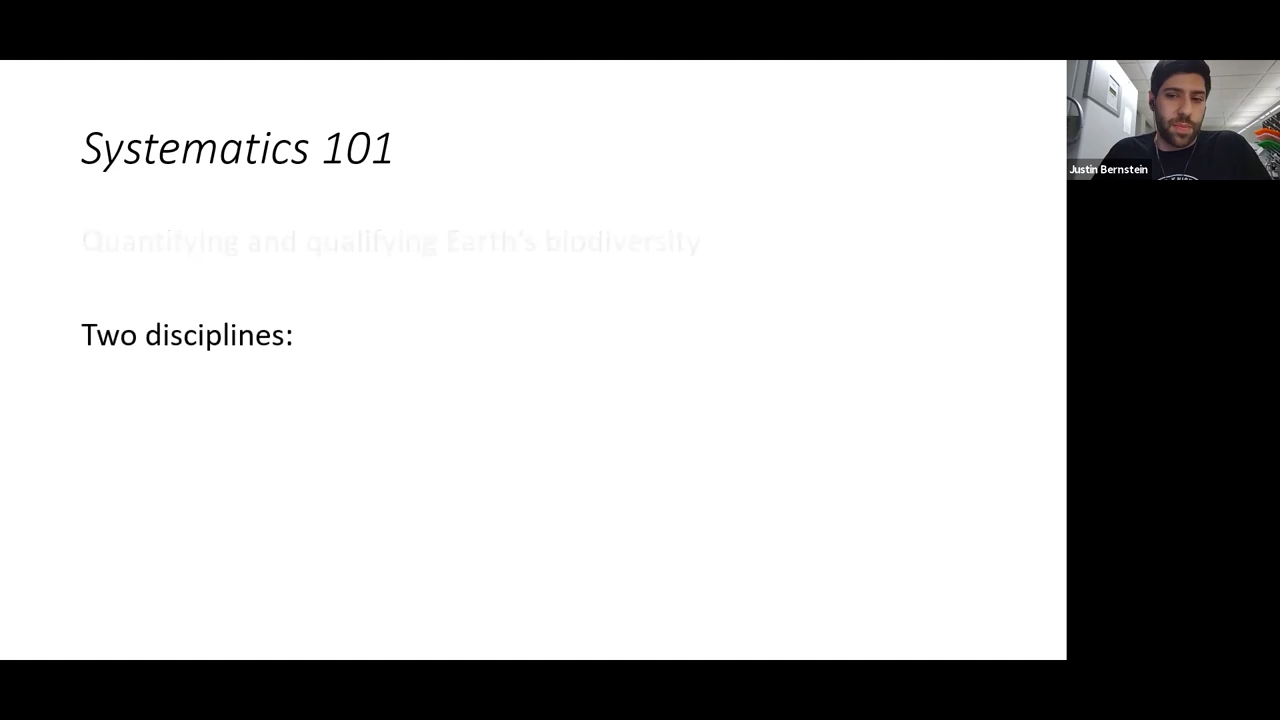 Systematics 101
Quantifying and qualifying Earth's biodiversity
Two disciplines:
Justin Bernstein